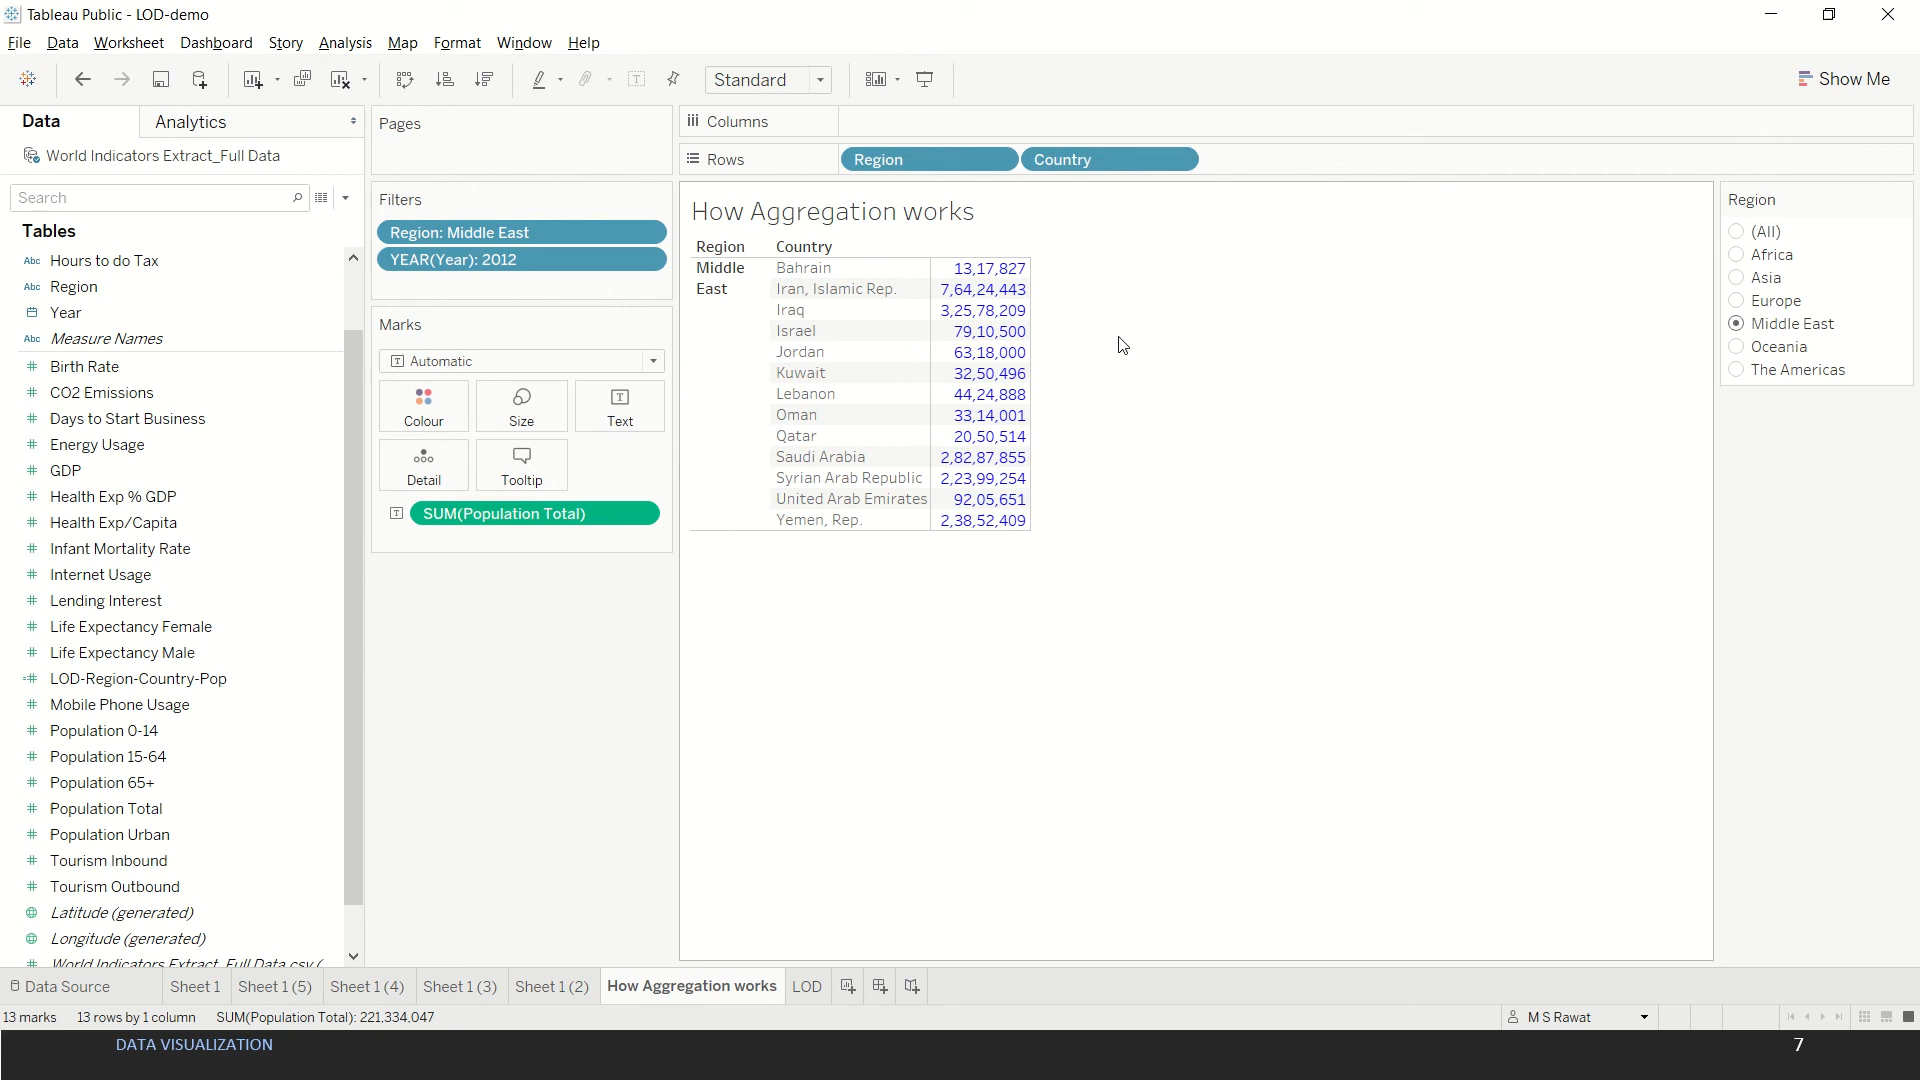 Tableau Public - LOD-demo
File Data Worksheet Dashboard Story Analysis Map Format Window Help
Standard
Show Me
Data Analytics
World Indicators Extract_Full Data
Search
Tables
Abc Hours to do Tax
Abc Region
Year
Abc Measure Names
Birth Rate
CO2 Emissions
Days to Start Business
Energy Usage
GDP
Health Exp % GDP
Health Exp/Capita
Infant Mortality Rate
Internet Usage
Lending Interest
Life Expectancy Female
Life Expectancy Male
LOD-Region-Country-Pop
Mobile Phone Usage
Population 0-14
Population 15-64
Population 65+
Population Total
Population Urban
Tourism Inbound
Tourism Outbound
Latitude (generated)
Longitude (generated)
World Indicators Extract_Full Data.csv (
Pages
Filters
Region: Middle East
YEAR(Year): 2012
Marks
Automatic
Colour Size Text
Detail Tooltip
SUM(Population Total)
Columns
Rows Region Country
How Aggregation works
Region Country
Middle East
Bahrain 13,17,827
Iran, Islamic Rep. 7,64,24,443
Iraq 3,25,78,209
Israel 79,10,500
Jordan 63,18,000
Kuwait 32,50,496
Lebanon 44,24,888
Oman 33,14,001
Qatar 20,50,514
Saudi Arabia 2,82,87,855
Syrian Arab Republic 2,23,99,254
United Arab Emirates 92,05,651
Yemen, Rep. 2,38,52,409
Region
(All)
Africa
Asia
Europe
Middle East
Oceania
The Americas
Data Source Sheet 1 Sheet 1 (5) Sheet 1 (4) Sheet 1 (3) Sheet 1 (2) How Aggregation works LOD
13 marks 13 rows by 1 column SUM(Population Total): 221,334,047
M S Rawat
DATA VISUALIZATION
7